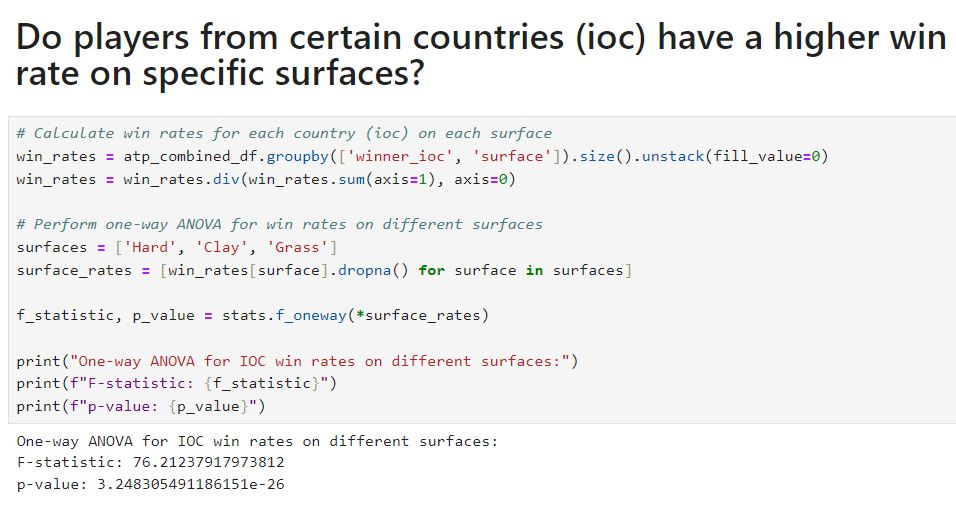 Do players from certain countries (ioc) have a higher win
rate on specific surfaces?
# Calculate win rates for each country (ioc) on each surface
win_rates = atp_combined_df.groupby(['winner_ioc', 'surface']).size().unstack(fill_value=0)
win_rates = win_rates.div(win_rates.sum(axis=1), axis=0)
# Perform one-way ANOVA for win rates on different surfaces
surfaces = ['Hard', 'Clay', 'Grass']
surface_rates = [win_rates[surface].dropna() for surface in surfaces]
f_statistic, p_value = stats.f_oneway(*surface_rates)
print("One-way ANOVA for IOC win rates on different surfaces:")
print(f"F-statistic: {f_statistic}")
print(f"p-value: {p_value}")
One-way ANOVA for IOC win rates on different surfaces:
F-statistic: 76.21237917973812
p-value: 3.248305491186151e-26